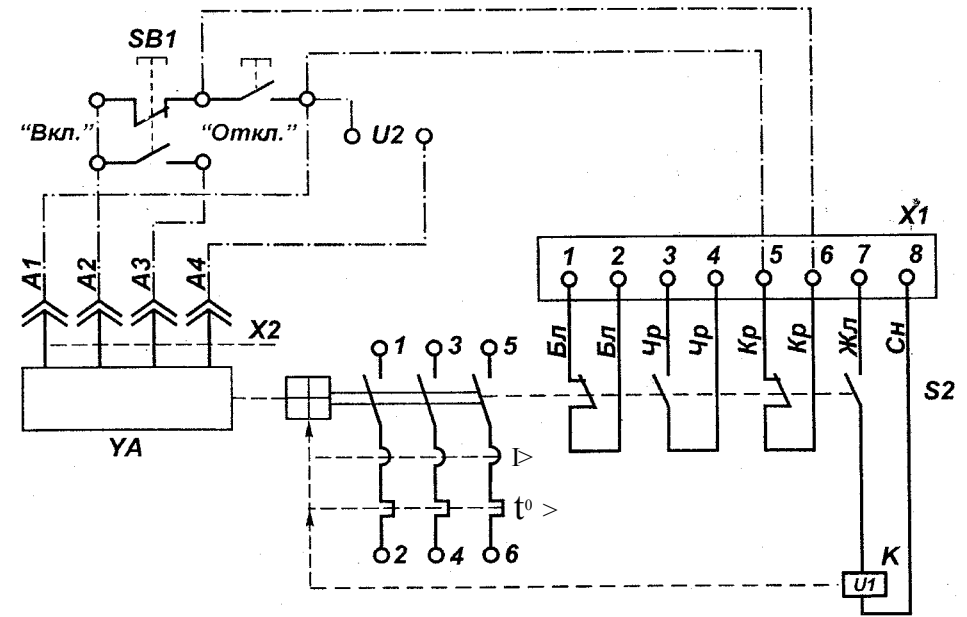 SB1
"Вкл." "Откл."
U2
X1*
1 2 3 4 5 6 7 8
A1 A2 A3 A4
X2
Бл Бл Чр Чр Кр Кр Жл Сн
1 3 5
S2
YA
I>
t⁰ >
2 4 6
K
U1